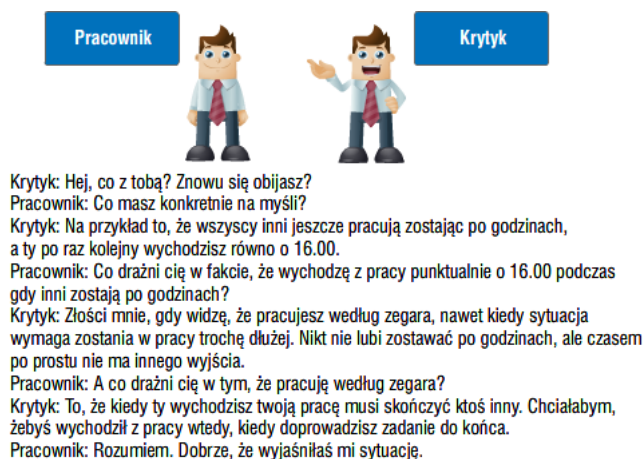 Pracownik
Krytyk
Krytyk: Hej, co z tobą? Znowu się obijasz?
Pracownik: Co masz konkretnie na myśli?
Krytyk: Na przykład to, że wszyscy inni jeszcze pracują zostając po godzinach,
a ty po raz kolejny wychodzisz równo o 16.00.
Pracownik: Co drażni cię w fakcie, że wychodzę z pracy punktualnie o 16.00 podczas
gdy inni zostają po godzinach?
Krytyk: Złości mnie, gdy widzę, że pracujesz według zegara, nawet kiedy sytuacja
wymaga zostania w pracy trochę dłużej. Nikt nie lubi zostawać po godzinach, ale czasem
po prostu nie ma innego wyjścia.
Pracownik: A co drażni cię w tym, że pracuję według zegara?
Krytyk: To, że kiedy ty wychodzisz twoją pracę musi skończyć ktoś inny. Chciałabym,
żebyś wychodził z pracy wtedy, kiedy doprowadzisz zadanie do końca.
Pracownik: Rozumiem. Dobrze, że wyjaśniłaś mi sytuację.